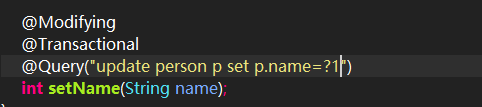 @Modifying
@Transactional
@Query("update person p set p.name=?1")
int setName(String name);